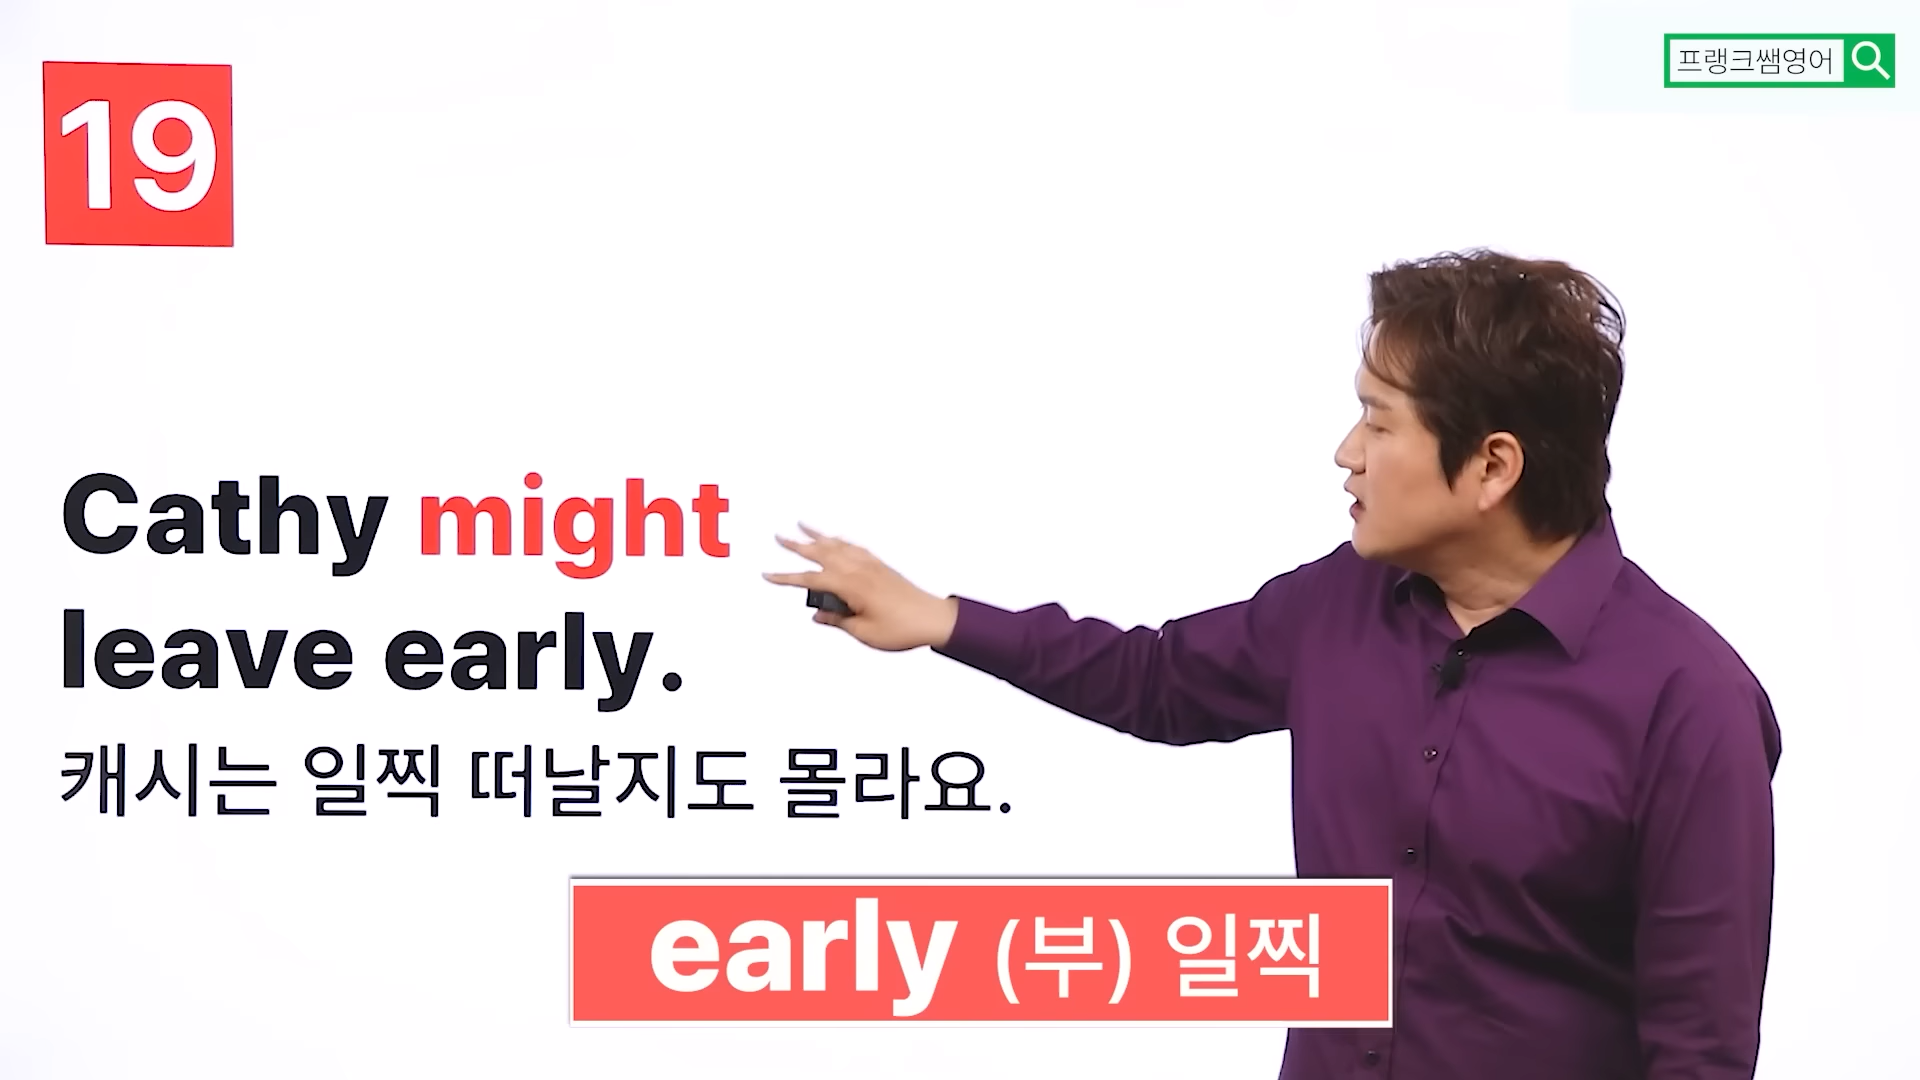 프랭크쌤영어
19
Cathy might
leave early.
캐시는 일찍 떠날지도 몰라요.
early (부) 일찍